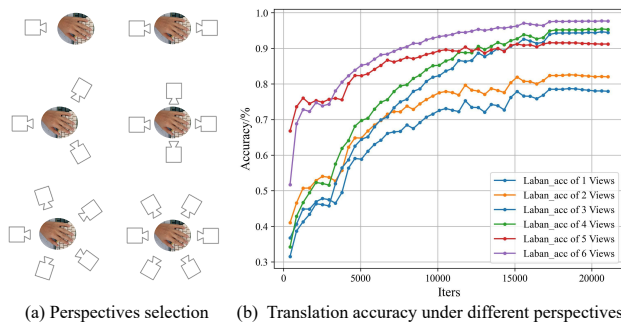 1.0
0.9
0.8
0.7
0.6
0.5
0.4
0.3
Accuracy/%
0
5000
10000
15000
20000
Iters
Laban_acc of 1 Views
Laban_acc of 2 Views
Laban_acc of 3 Views
Laban_acc of 4 Views
Laban_acc of 5 Views
Laban_acc of 6 Views
(a) Perspectives selection
(b) Translation accuracy under different perspectives